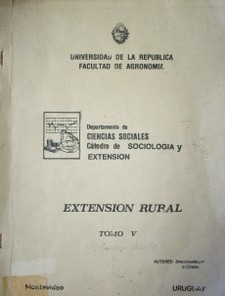 UNIVERSIDAD DE LA REPUBLICA
FACULTAD DE AGRONOMIA
Departamento de
CIENCIAS SOCIALES
Cátedra de SOCIOLOGIA y
EXTENSION
EXTENSION RURAL
TOMO V
AUTORES:
Montevideo
URUGUAY